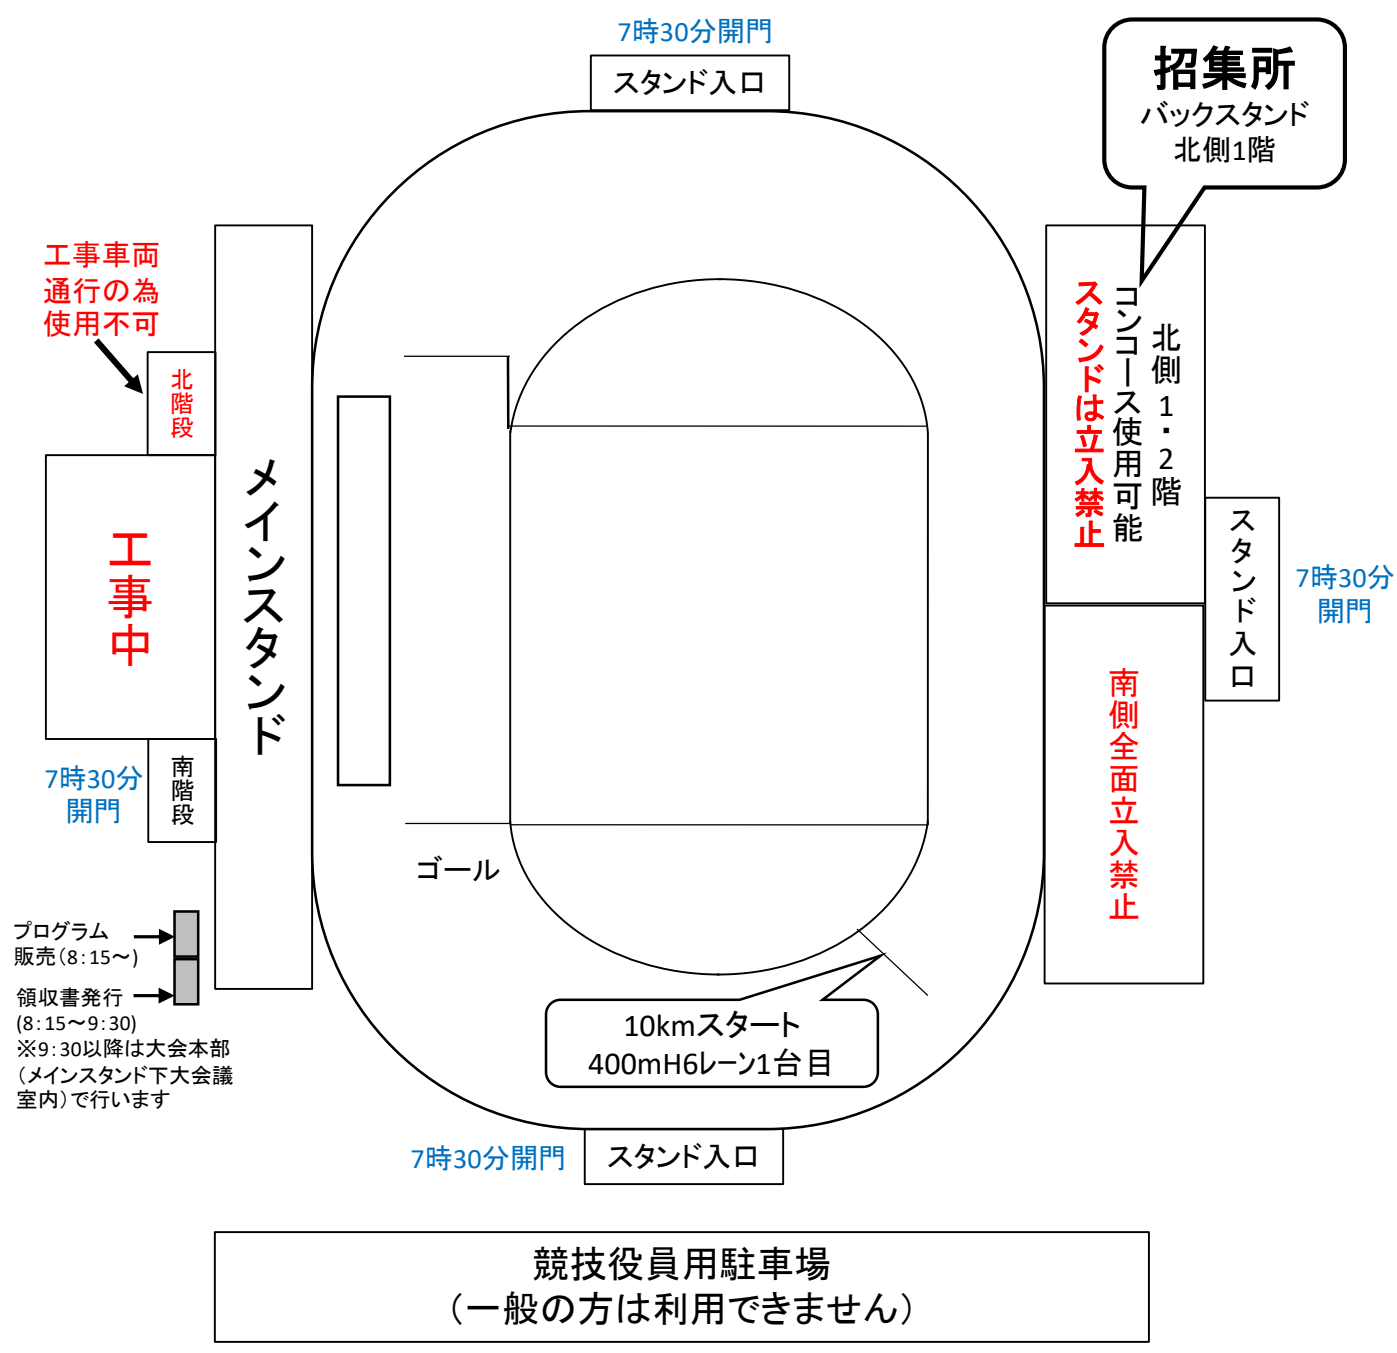 7時30分開門
スタンド入口
招集所
バックスタンド
北側1階
工事車両
通行の為
使用不可
北階段
工事中
メインスタンド
北側1・2階
コンコース使用可能
スタンドは立入禁止
スタンド入口
7時30分
開門
南側全面立入禁止
7時30分
開門
南階段
ゴール
プログラム
販売(8:15～)
領収書発行
(8:15～9:30)
※9:30以降は大会本部
(メインスタンド下大会議
室内)で行います
10kmスタート
400mH6レーン1台目
7時30分開門
スタンド入口
競技役員用駐車場
(一般の方は利用できません)